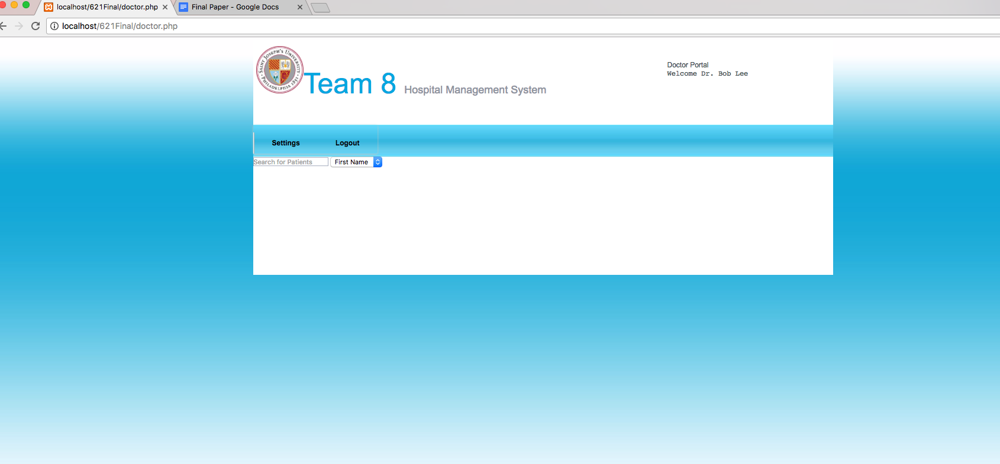 localhost/621Final/doctor.php
Final Paper - Google Docs
localhost/621Final/doctor.php
SAINT JOSEPH'S UNIVERSITY
PHILADELPHIA 1851
Team 8 Hospital Management System
Doctor Portal
Welcome Dr. Bob Lee
Settings Logout
Search for Patients First Name